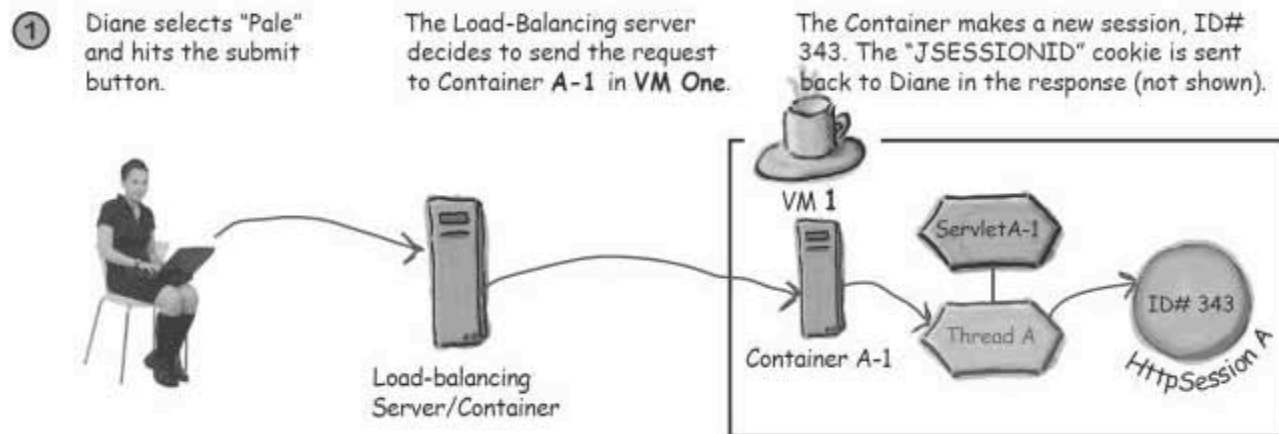 1
Diane selects "Pale"
and hits the submit
button.
The Load-Balancing server
decides to send the request
to Container A-1 in VM One.
The Container makes a new session, ID#
343. The "JSESSIONID" cookie is sent
back to Diane in the response (not shown).
VM 1
ServletA-1
Thread A
ID# 343
HttpSession A
Container A-1
Load-balancing
Server/Container